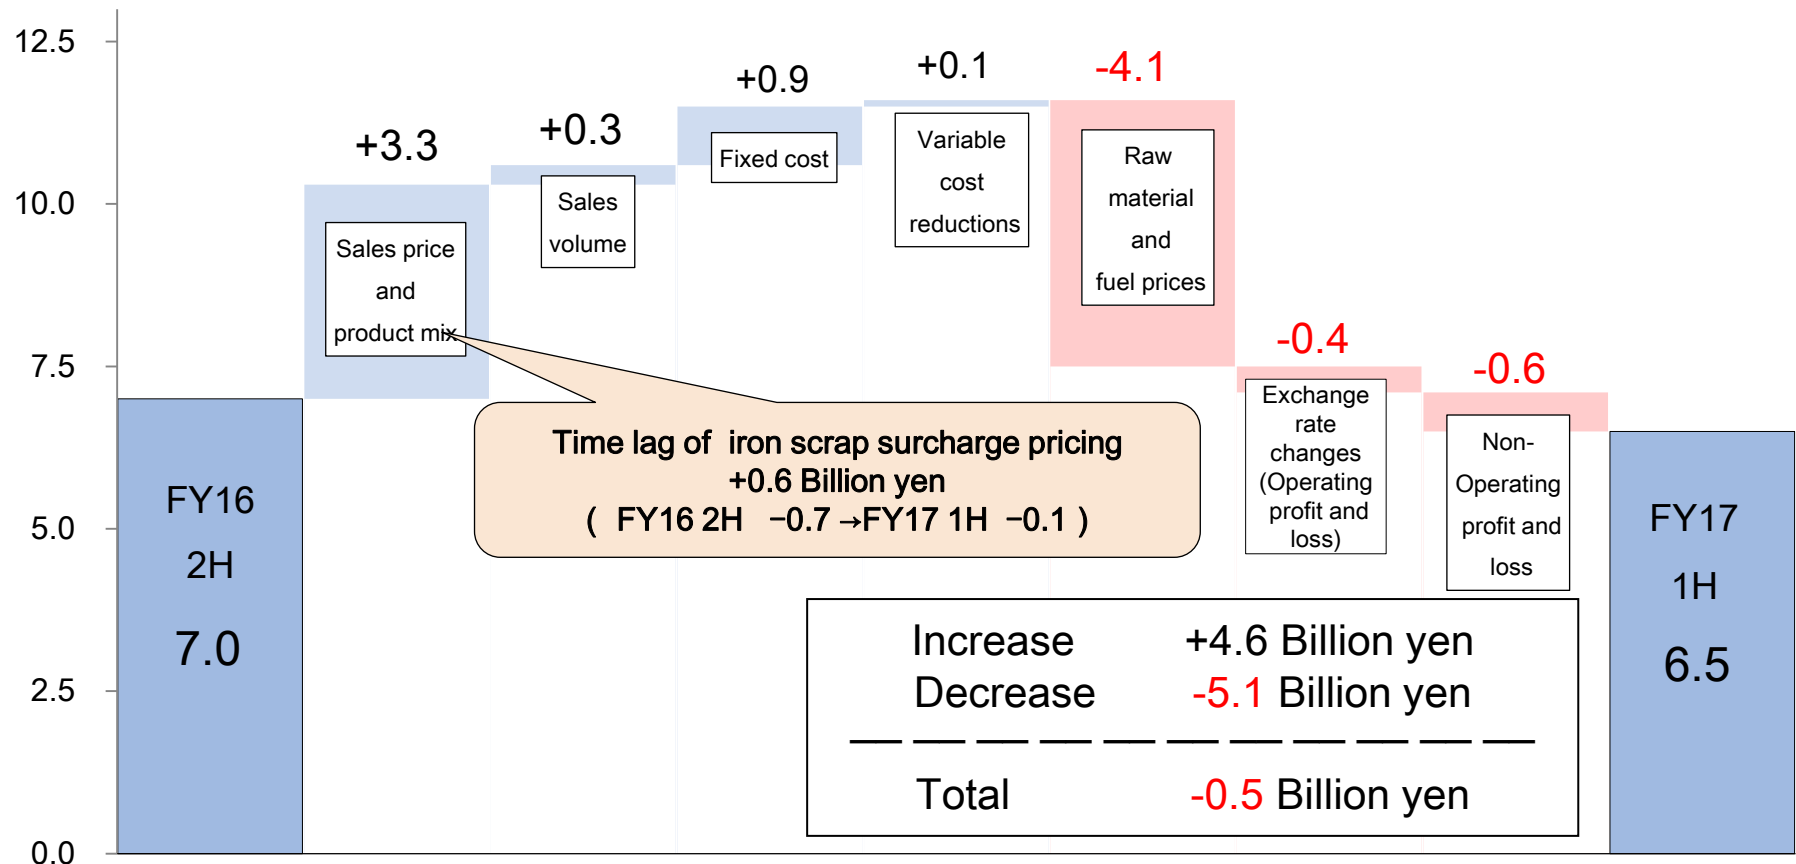 12.5
10.0
7.5
5.0
2.5
0.0
+3.3
+0.3
+0.9
+0.1
-4.1
-0.4
-0.6
Sales price
and
product mix
Sales
volume
Fixed cost
Variable
cost
reductions
Raw
material
and
fuel prices
Exchange
rate
changes
(Operating
profit and
loss)
Non-
Operating
profit and
loss
Time lag of iron scrap surcharge pricing
+0.6 Billion yen
( FY16 2H −0.7→FY17 1H −0.1 )
FY16
2H
7.0
FY17
1H
6.5
Increase +4.6 Billion yen
Decrease -5.1 Billion yen
Total -0.5 Billion yen